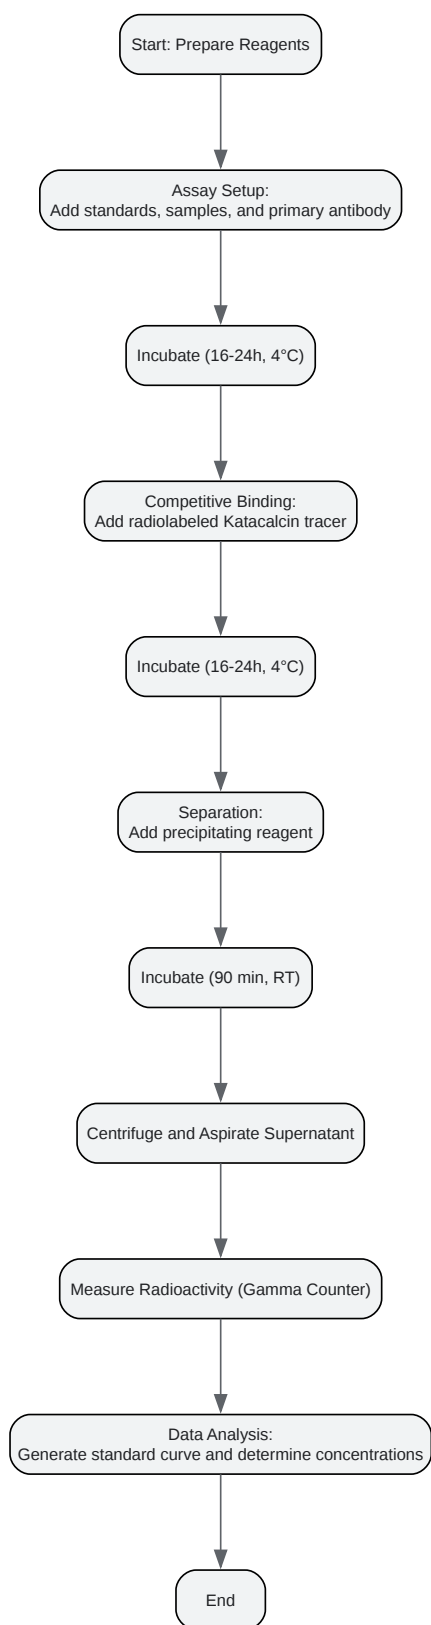 Start: Prepare Reagents
Assay Setup:
Add standards, samples, and primary antibody
Incubate (16-24h, 4°C)
Competitive Binding:
Add radiolabeled Katacalcin tracer
Incubate (16-24h, 4°C)
Separation:
Add precipitating reagent
Incubate (90 min, RT)
Centrifuge and Aspirate Supernatant
Measure Radioactivity (Gamma Counter)
Data Analysis:
Generate standard curve and determine concentrations
End